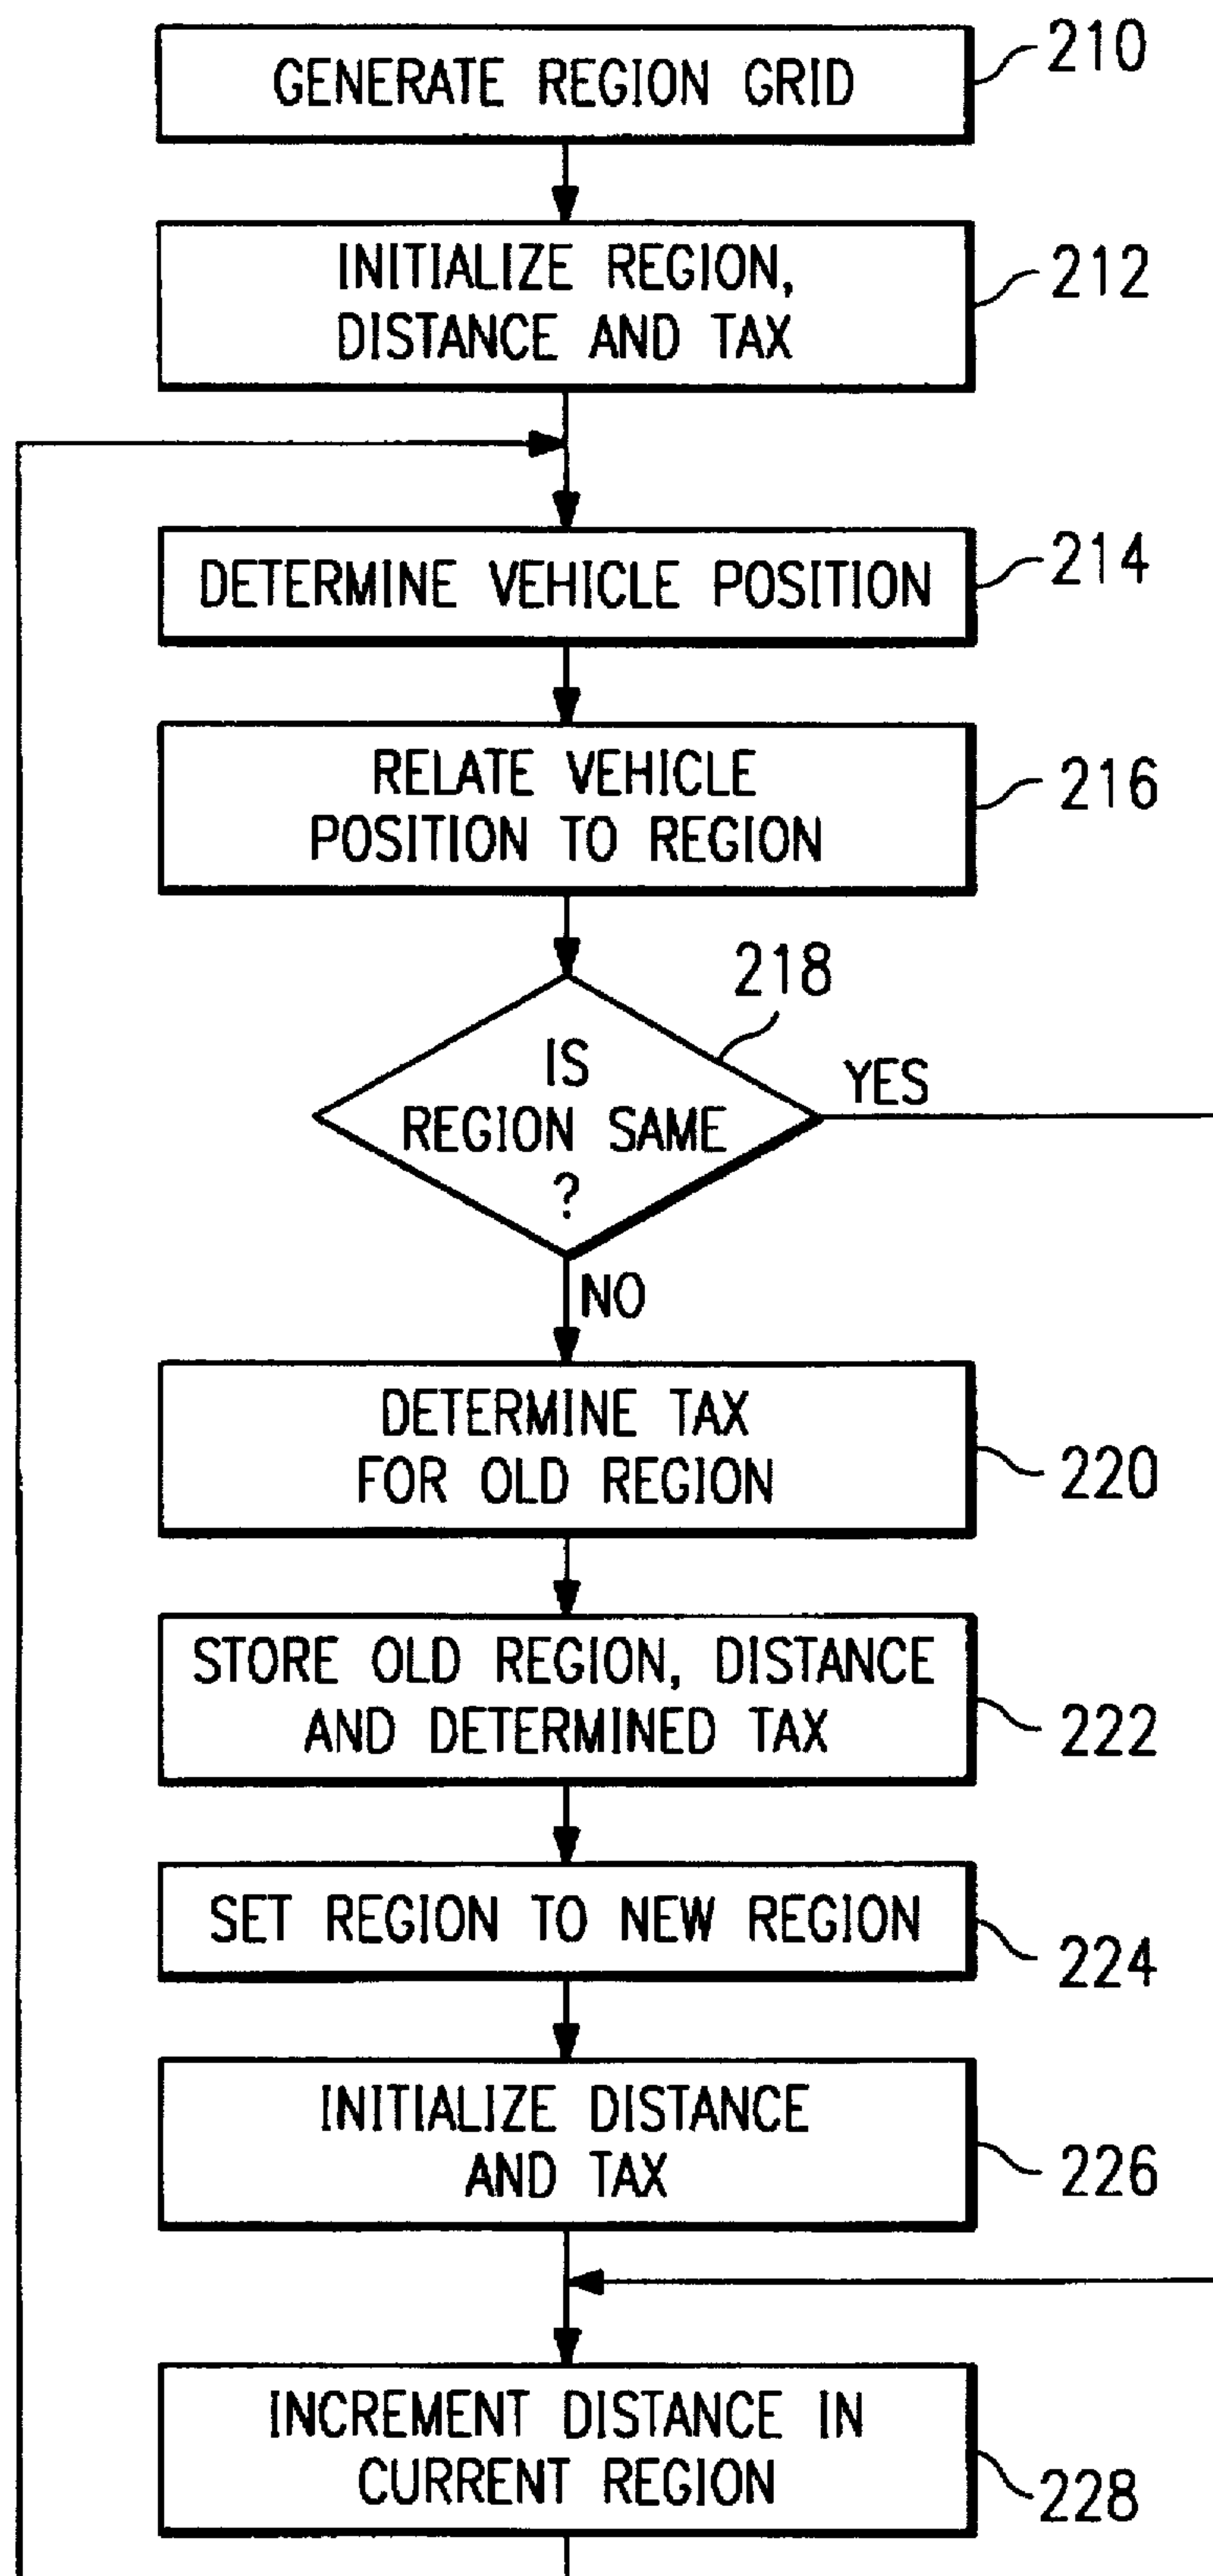 GENERATE REGION GRID
210
INITIALIZE REGION,
DISTANCE AND TAX
212
DETERMINE VEHICLE POSITION
214
RELATE VEHICLE
POSITION TO REGION
216
218
IS
REGION SAME
?
YES
NO
DETERMINE TAX
FOR OLD REGION
220
STORE OLD REGION, DISTANCE
AND DETERMINED TAX
222
SET REGION TO NEW REGION
224
INITIALIZE DISTANCE
AND TAX
226
INCREMENT DISTANCE IN
CURRENT REGION
228